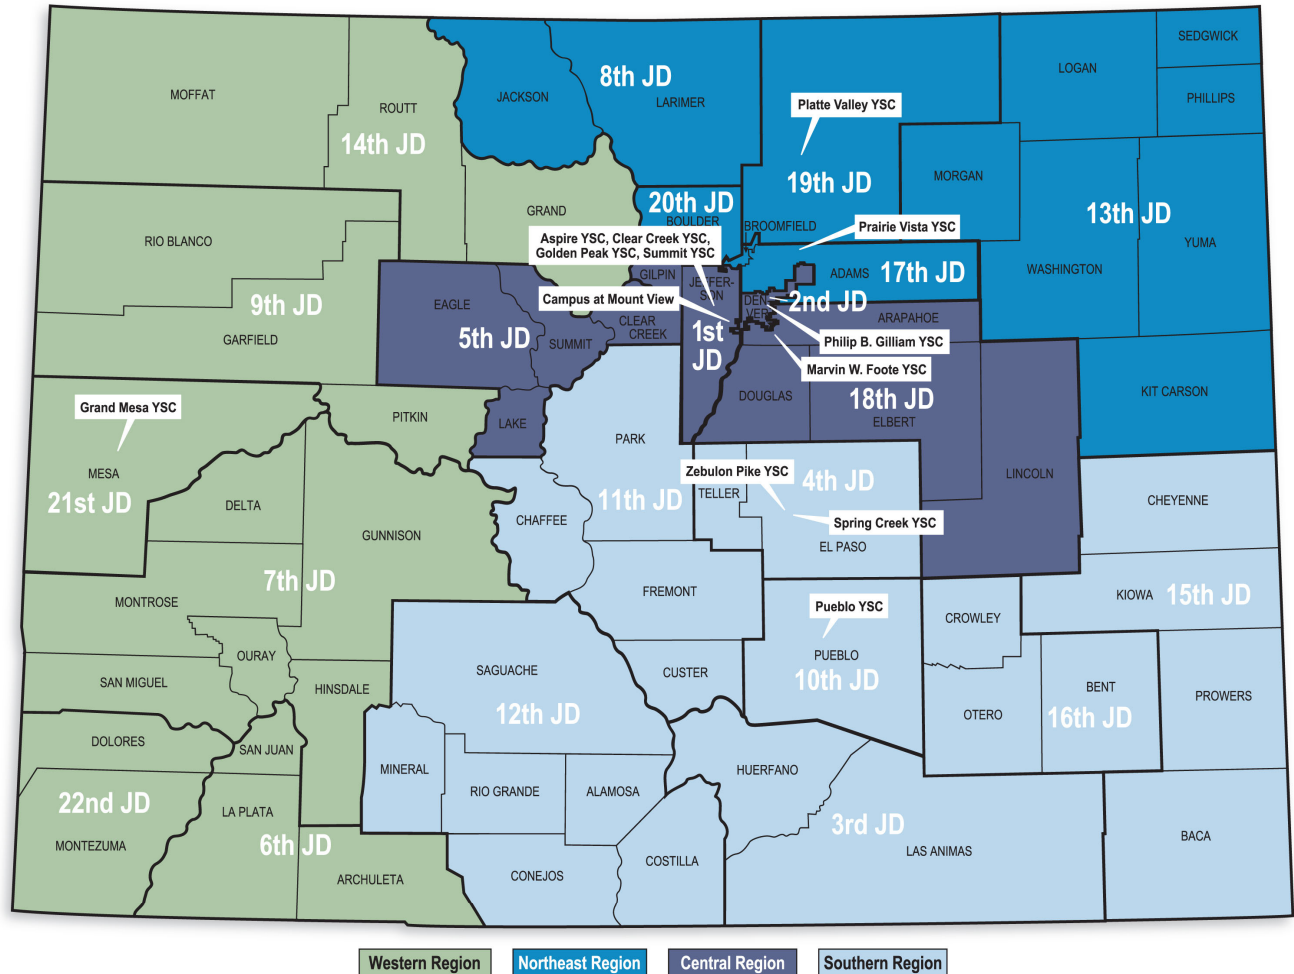 MOFFAT
ROUTT
14th JD
JACKSON
8th JD
LARIMER
LOGAN
SEDGWICK
PHILLIPS
Platte Valley YSC
19th JD
MORGAN
13th JD
WASHINGTON
YUMA
RIO BLANCO
9th JD
GARFIELD
GRAND
20th JD
BOULDER
BROOMFIELD
Prairie Vista YSC
Aspire YSC, Clear Creek YSC,
Golden Peak YSC, Summit YSC
GILPIN
JEFFER-
SON
ADAMS
17th JD
EAGLE
5th JD
SUMMIT
Campus at Mount View
CLEAR
CREEK
1st
JD
DEN
VER
2nd JD
ARAPAHOE
Philip B. Gilliam YSC
Marvin W. Foote YSC
DOUGLAS
18th JD
ELBERT
KIT CARSON
Grand Mesa YSC
MESA
21st JD
PITKIN
LAKE
PARK
11th JD
LINCOLN
DELTA
GUNNISON
CHAFFEE
Zebulon Pike YSC
TELLER
4th JD
Spring Creek YSC
EL PASO
CHEYENNE
7th JD
MONTROSE
FREMONT
Pueblo YSC
PUEBLO
10th JD
CROWLEY
KIOWA
15th JD
OURAY
SAN MIGUEL
HINSDALE
SAGUACHE
12th JD
CUSTER
OTERO
BENT
16th JD
PROWERS
DOLORES
SAN JUAN
MINERAL
RIO GRANDE
ALAMOSA
HUERFANO
22nd JD
MONTEZUMA
LA PLATA
6th JD
ARCHULETA
CONEJOS
COSTILLA
3rd JD
LAS ANIMAS
BACA
Western Region
Northeast Region
Central Region
Southern Region